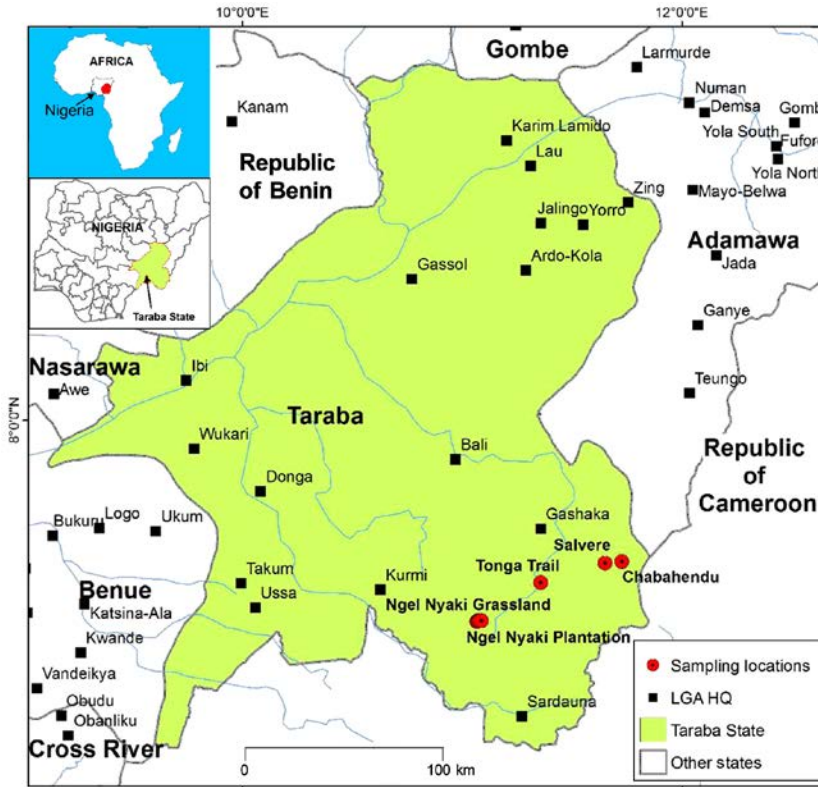 10°0'0"E
12°0'0"E
AFRICA
Nigeria
NIGERIA
Taraba State
8°0'0"N
Gombe
Larmurde
Kanam
Numan
Demsa
Gomb
Karim Lamido
Yola South
Fufore
Republic
of Benin
Lau
Yola North
Zing
Mayo-Belwa
Jalingo
Yorro
Adamawa
Gassol
Ardo-Kola
Jada
Ganye
Nasarawa
Ibi
Awe
Teungo
Taraba
Wukari
Bali
Republic
of
Cameroon
Donga
Logo
Ukum
Bukuru
Gashaka
Salvere
Tonga Trail
Chabahendu
Takum
Kurmi
Benue
Ussa
Ngel Nyaki Grassland
Katsina-Ala
Ngel Nyaki Plantation
Kwande
Vandeikya
Sardauna
Obudu
Obanliku
Cross River
Sampling locations
LGA HQ
Taraba State
Other states
0
100 km